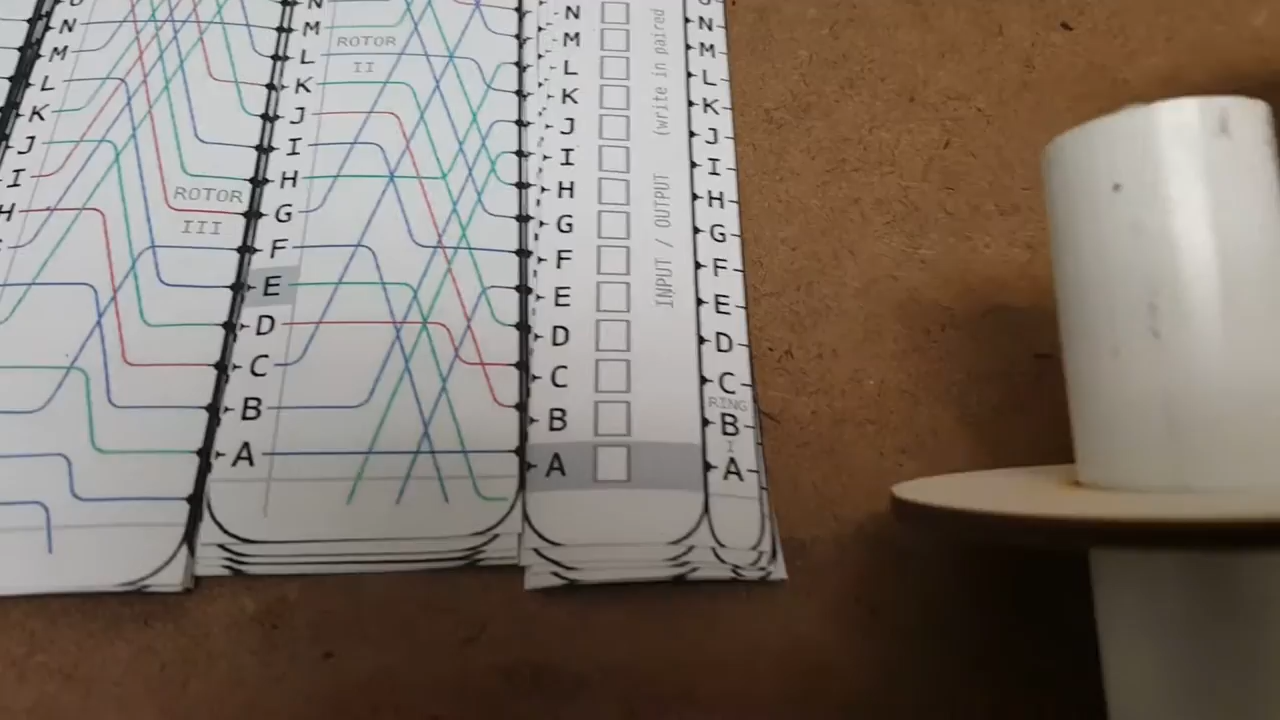 N
M
L
K
J
I
H
ROTOR
III
N
M
L
K
J
I
H
G
F
E
D
C
B
A
ROTOR
II
N
M
L
K
J
I
H
G
F
E
D
C
B
A
INPUT / OUTPUT (write in paired
N
M
L
K
J
I
H
G
F
E
D
C
RING
B
I
A